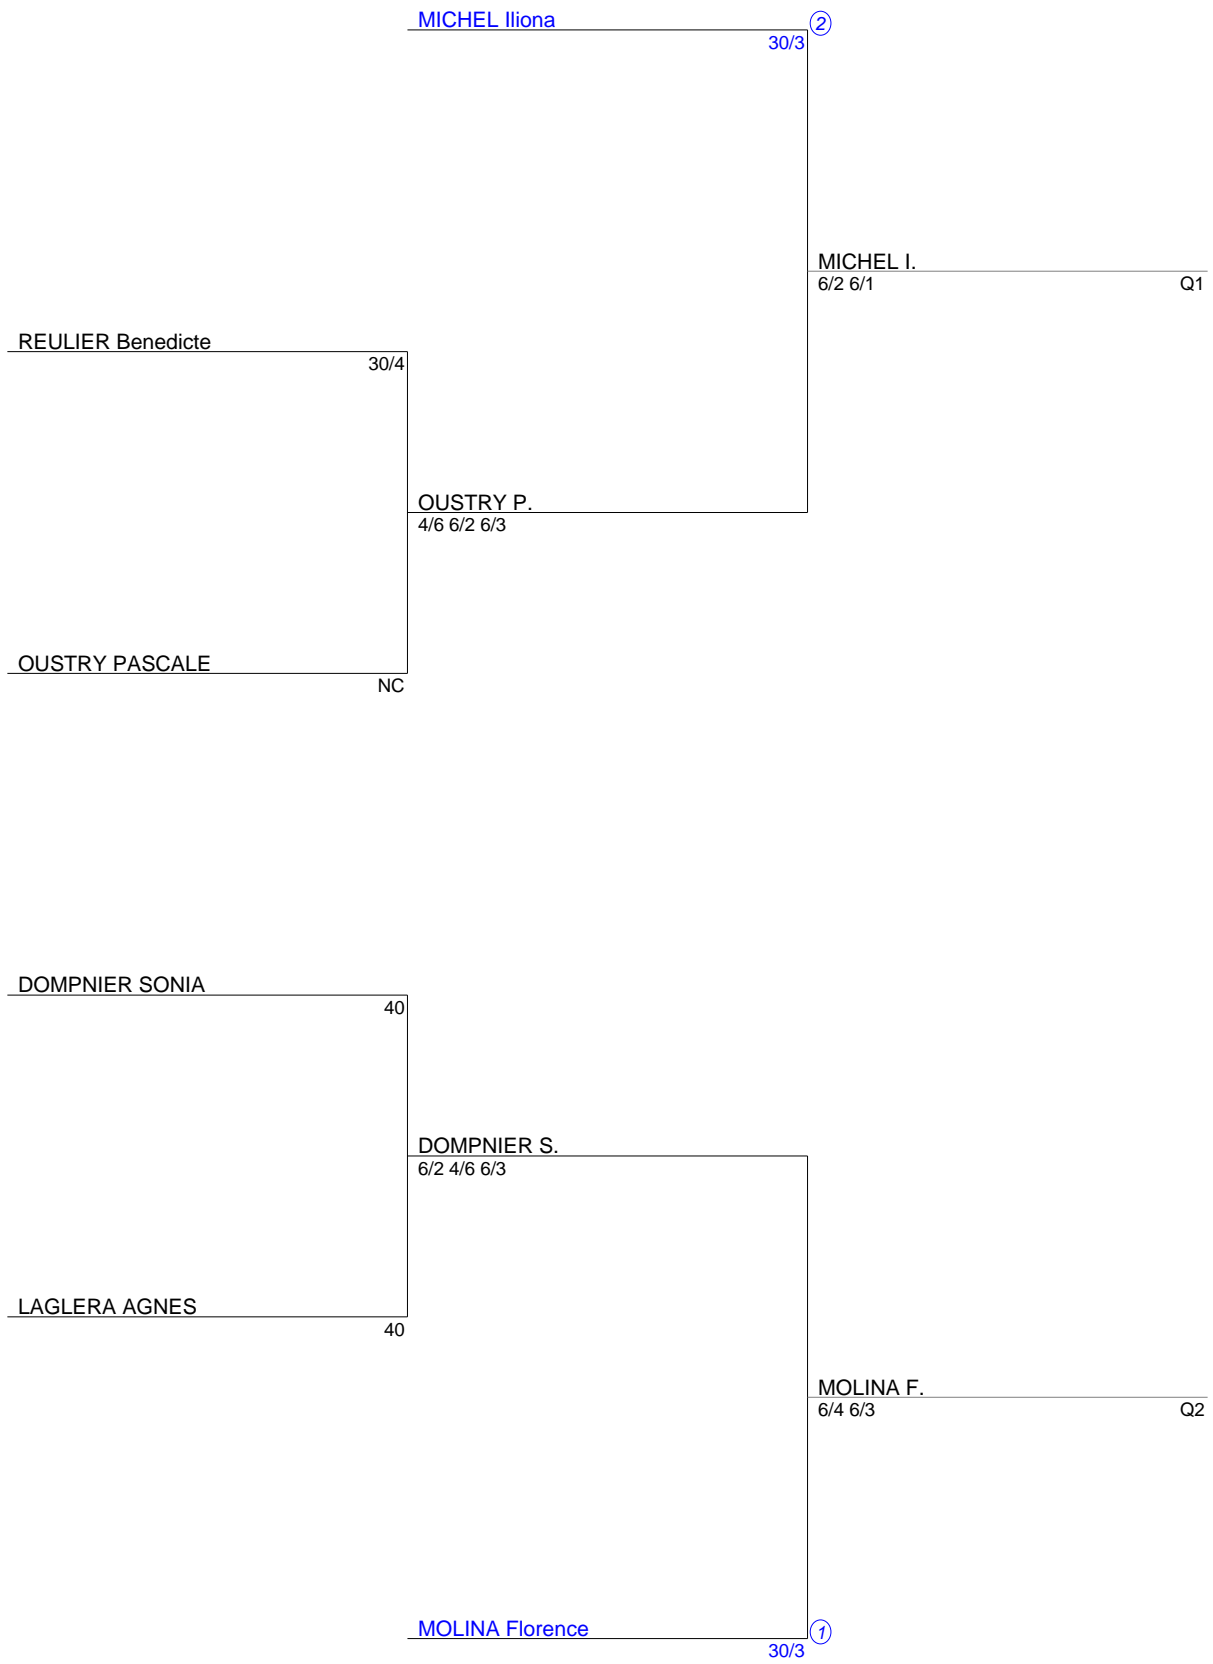 MICHEL Iliona
2
30/3
MICHEL I.
6/2 6/1
Q1
REULIER Benedicte
30/4
OUSTRY P.
4/6 6/2 6/3
OUSTRY PASCALE
NC
DOMPNIER SONIA
40
DOMPNIER S.
6/2 4/6 6/3
LAGLERA AGNES
40
MOLINA F.
6/4 6/3
Q2
MOLINA Florence
1
30/3